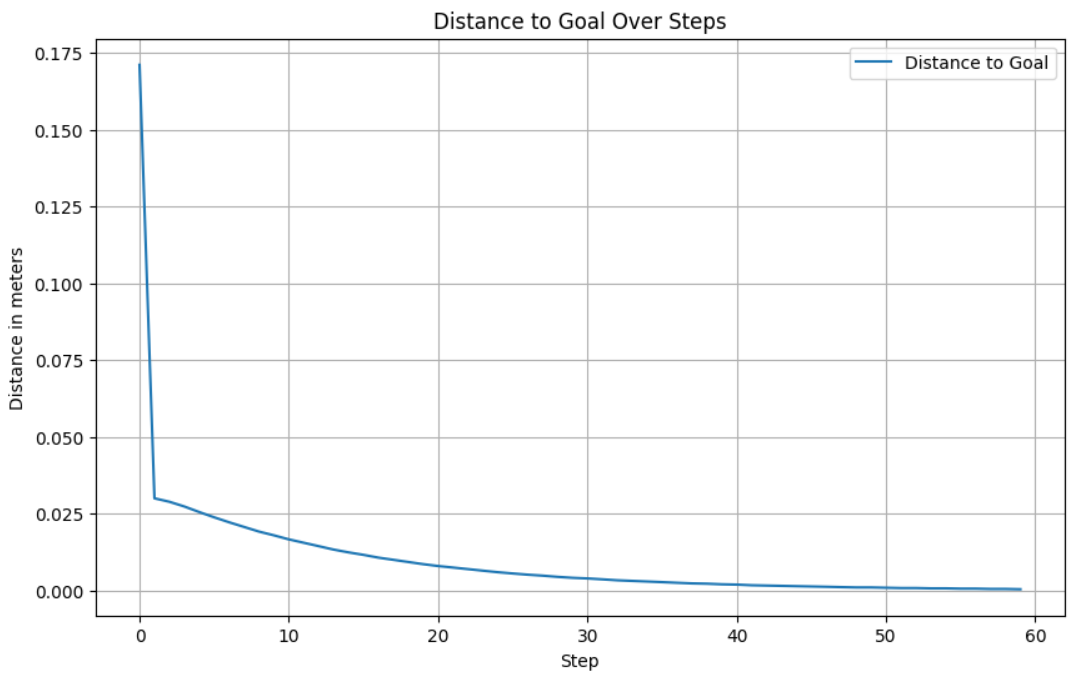 Distance to Goal Over Steps
Distance to Goal
Distance in meters
0.175
0.150
0.125
0.100
0.075
0.050
0.025
0.000
0 10 20 30 40 50 60
Step